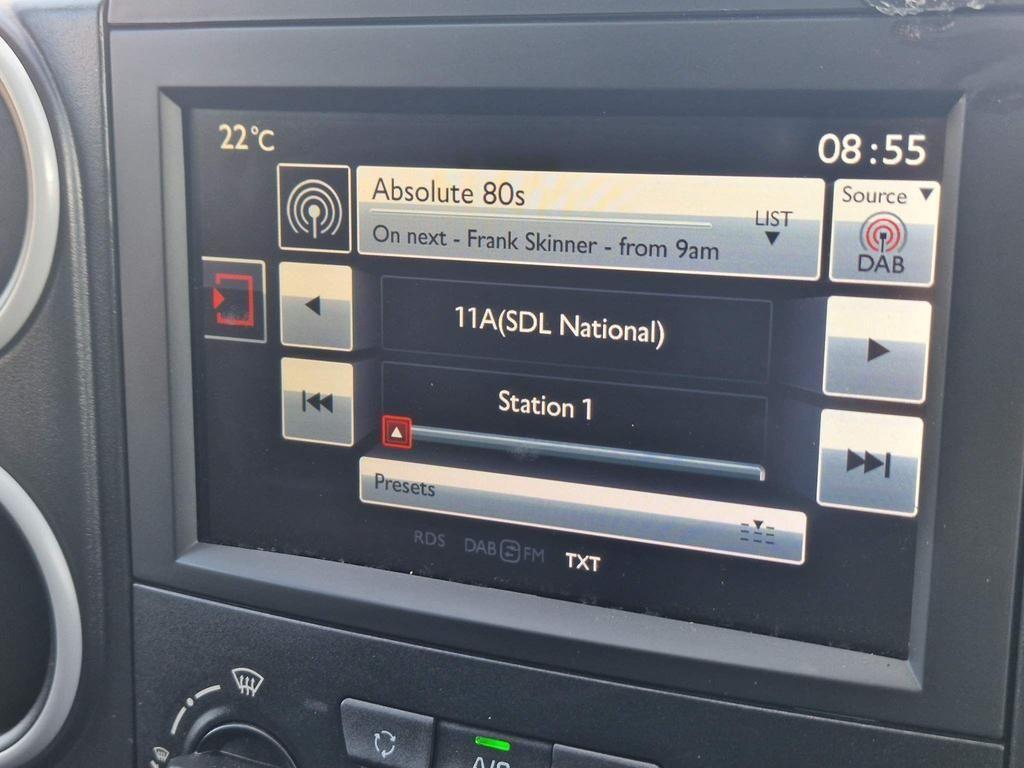 22°C
08:55
Absolute 80s
LIST
On next - Frank Skinner - from 9am
Source
DAB
11A(SDL National)
Station 1
Presets
RDS
DAB
FM
TXT
A/C